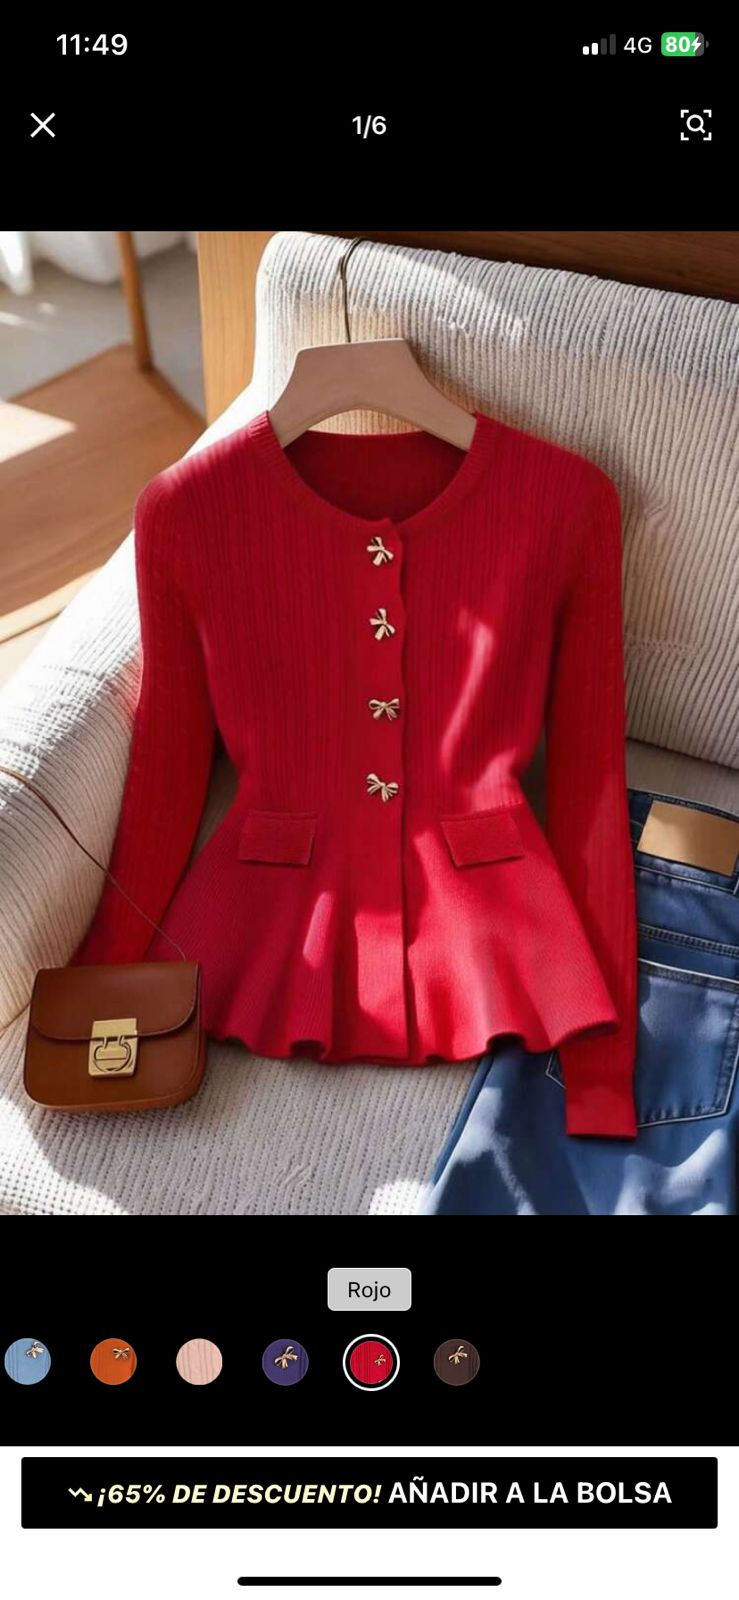 11:49
4G
80
1/6
Rojo
¡65% DE DESCUENTO! AÑADIR A LA BOLSA